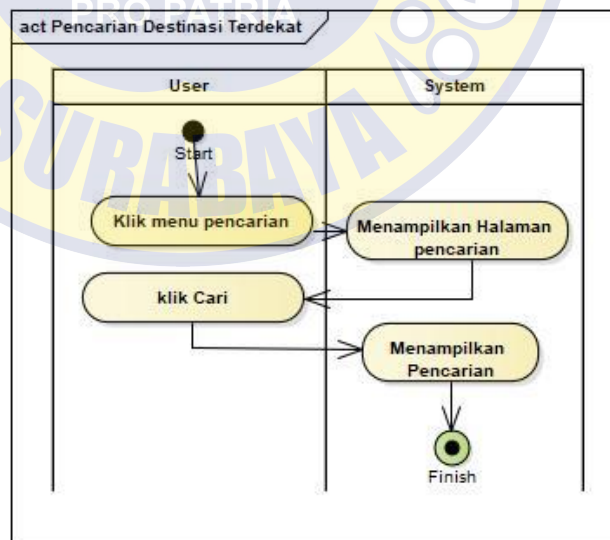 PRO PATRIA
act Pencarian Destinasi Terdekat
User
System
SURABAYA
Start
Klik menu pencarian
Menampilkan Halaman
pencarian
klik Cari
Menampilkan
Pencarian
Finish